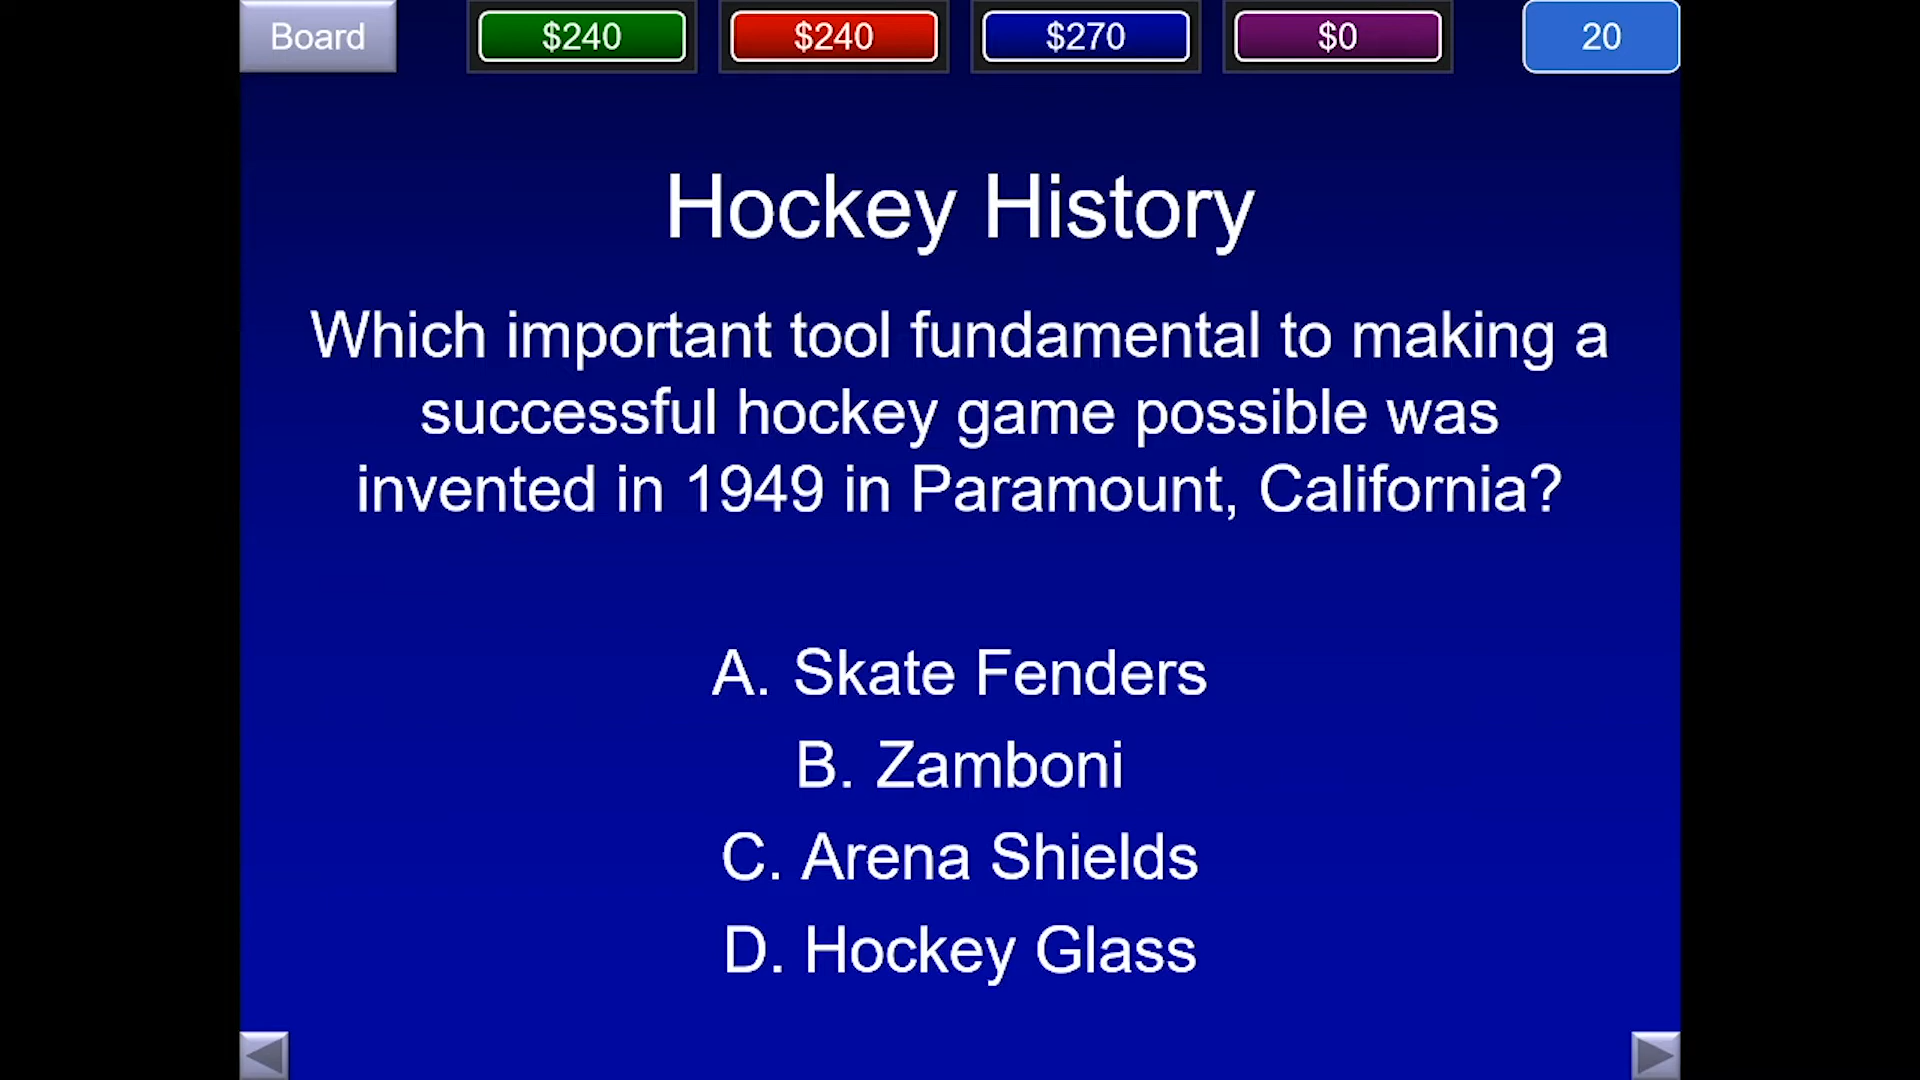 Board $240 $240 $270 $0 20
Hockey History
Which important tool fundamental to making a
successful hockey game possible was
invented in 1949 in Paramount, California?
A. Skate Fenders
B. Zamboni
C. Arena Shields
D. Hockey Glass